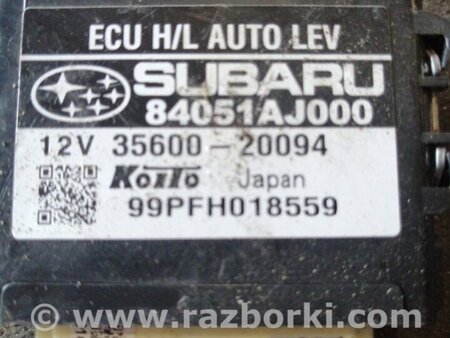 ECU H/L AUTO LEV
SUBARU
84051AJ000
12V 35600-20094
KOITO Japan
99PFH018559
© www.razborki.com